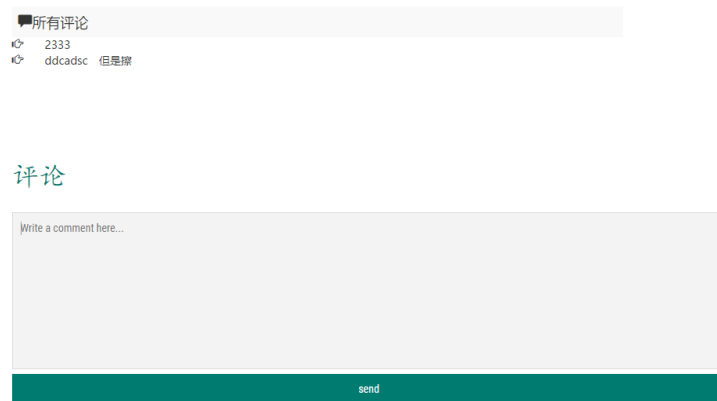 所有评论
2333
ddcadsc 但是擦
评论
Write a comment here...
send